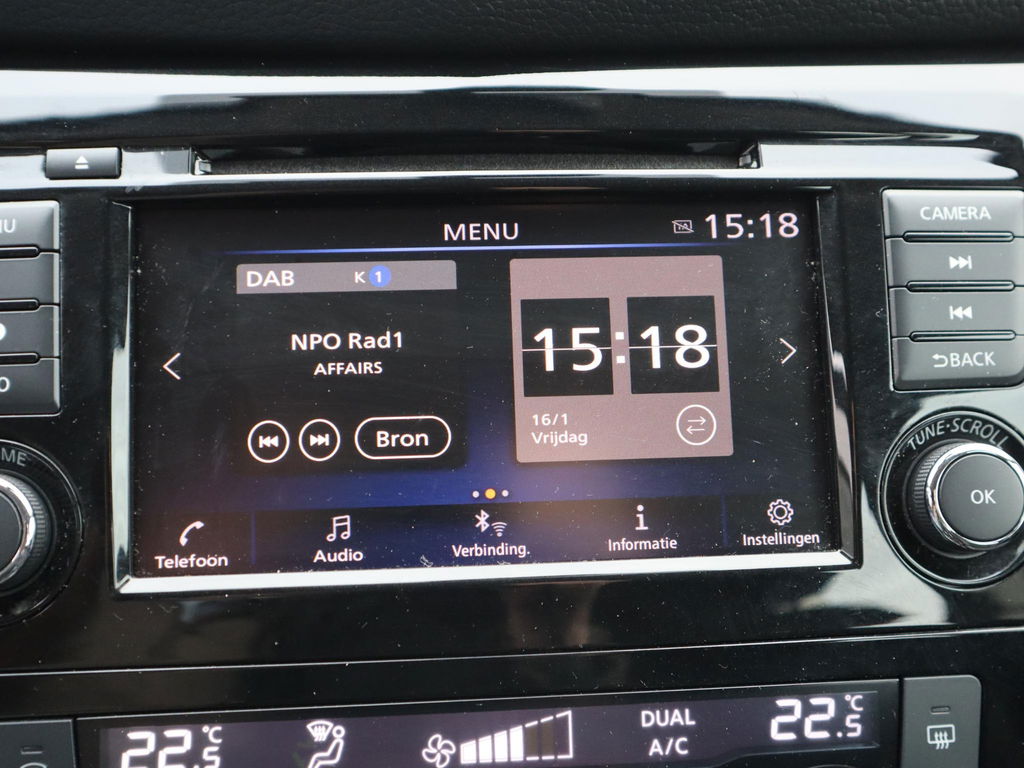 MENU
15:18
CAMERA
DAB
K 1
NPO Rad1
AFFAIRS
15:18
BACK
16/1
Vrijdag
Bron
TUNE·SCROLL
OK
Telefoon
Audio
Verbinding.
Informatie
Instellingen
22.5°C
DUAL
A/C
22.5°C